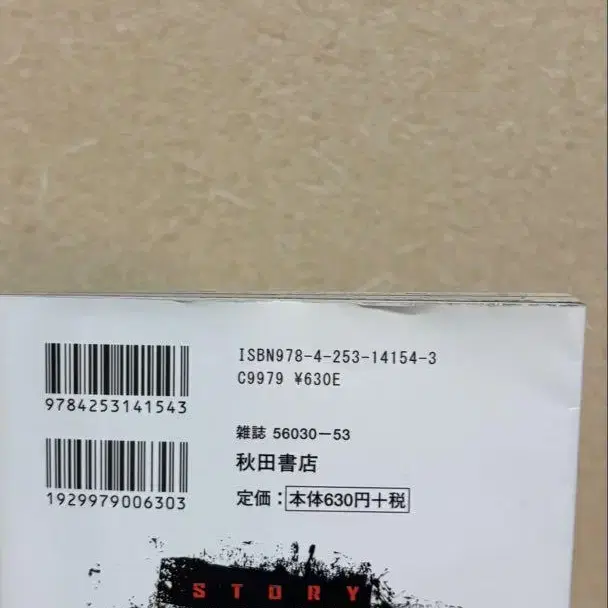 ISBN978-4-253-14154-3
C9979 ¥630E
9784253141543
雑誌 56030-53
秋田書店
1929979006303
定価：本体630円+税
STORY